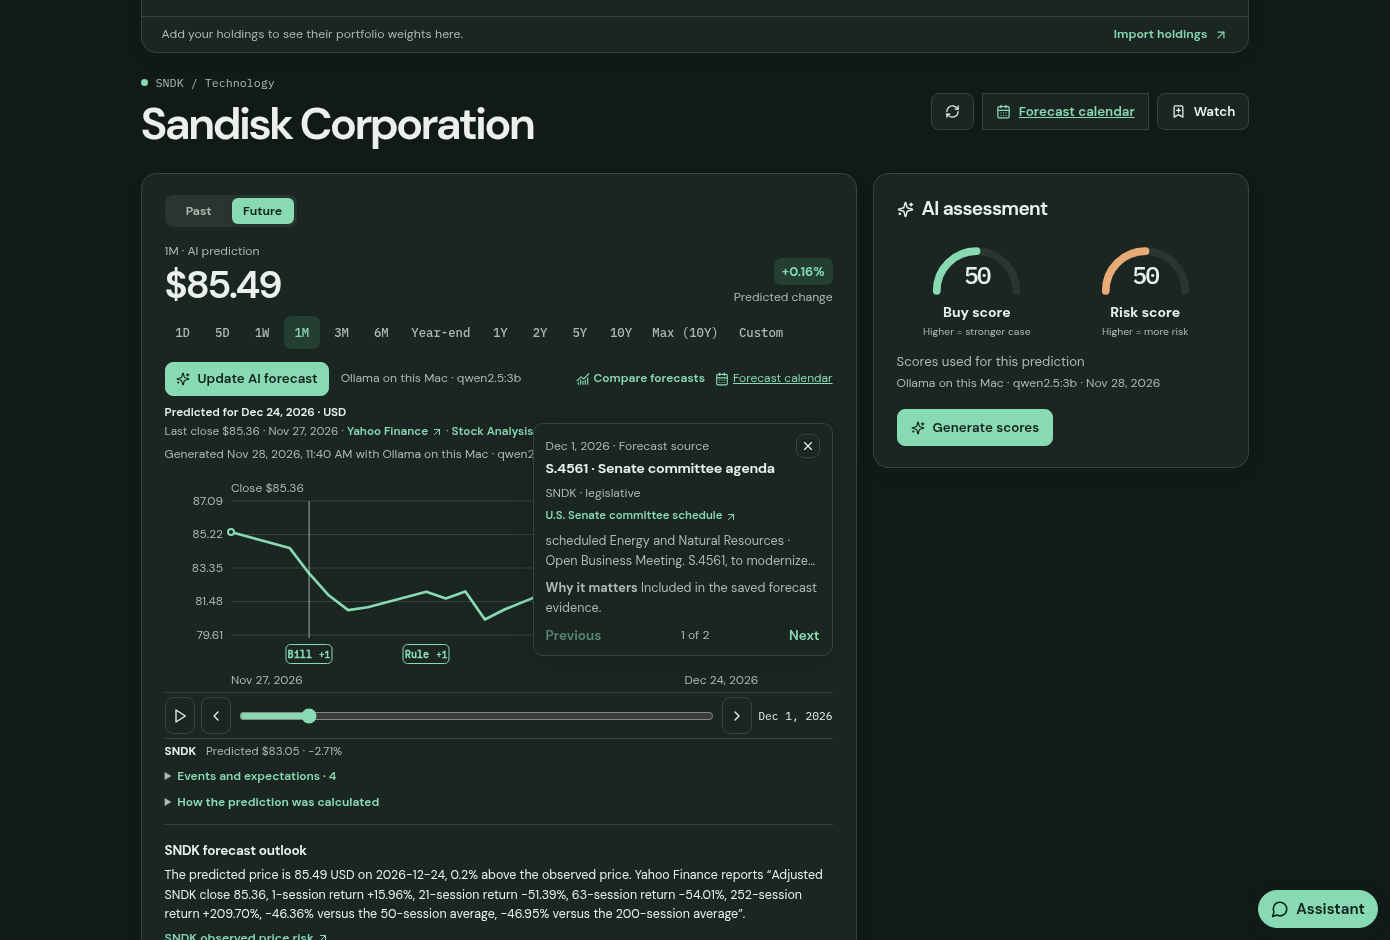 Add your holdings to see their portfolio weights here.
Import holdings
SNDK / Technology
Sandisk Corporation
Forecast calendar
Watch
Past
Future
1M · AI prediction
$85.49
+0.16%
Predicted change
1D 5D 1W 1M 3M 6M Year-end 1Y 2Y 5Y 10Y Max (10Y) Custom
Update AI forecast
Ollama on this Mac · qwen2.5:3b
Compare forecasts
Forecast calendar
Predicted for Dec 24, 2026 · USD
Last close $85.36 · Nov 27, 2026 · Yahoo Finance · Stock Analysis
Generated Nov 28, 2026, 11:40 AM with Ollama on this Mac · qwen2
Close $85.36
87.09
85.22
83.35
81.48
79.61
Bill +1
Rule +1
Nov 27, 2026
Dec 24, 2026
Dec 1, 2026 · Forecast source
S.4561 · Senate committee agenda
SNDK · legislative
U.S. Senate committee schedule
scheduled Energy and Natural Resources ·
Open Business Meeting. S.4561, to modernize...
Why it matters Included in the saved forecast
evidence.
Previous
1 of 2
Next
Dec 1, 2026
SNDK Predicted $83.05 · -2.71%
Events and expectations · 4
How the prediction was calculated
SNDK forecast outlook
The predicted price is 85.49 USD on 2026-12-24, 0.2% above the observed price. Yahoo Finance reports “Adjusted
SNDK close 85.36, 1-session return +15.96%, 21-session return -51.39%, 63-session return -54.01%, 252-session
return +209.70%, -46.36% versus the 50-session average, -46.95% versus the 200-session average”.
SNDK observed price risk
AI assessment
50
Buy score
Higher = stronger case
50
Risk score
Higher = more risk
Scores used for this prediction
Ollama on this Mac · qwen2.5:3b · Nov 28, 2026
Generate scores
Assistant